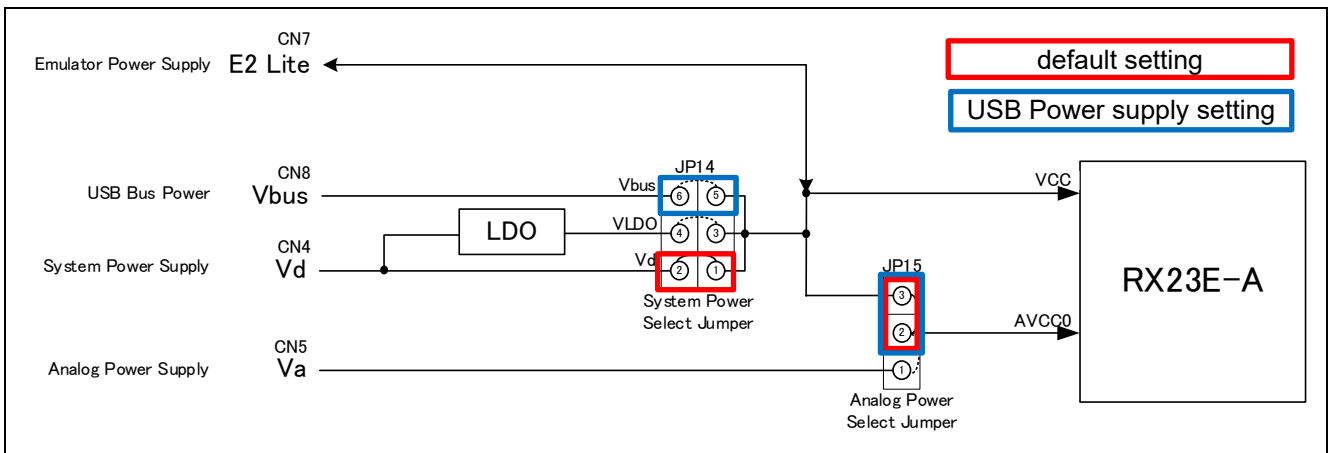 CN7
Emulator Power Supply E2 Lite
default setting
USB Power supply setting
CN8
USB Bus Power Vbus
JP14
Vbus
6 5
VCC
LDO
VLDO
4 3
CN4
System Power Supply Vd
Vd
2 1
System Power
Select Jumper
JP15
3
2
1
AVCC0
RX23E-A
CN5
Analog Power Supply Va
Analog Power
Select Jumper